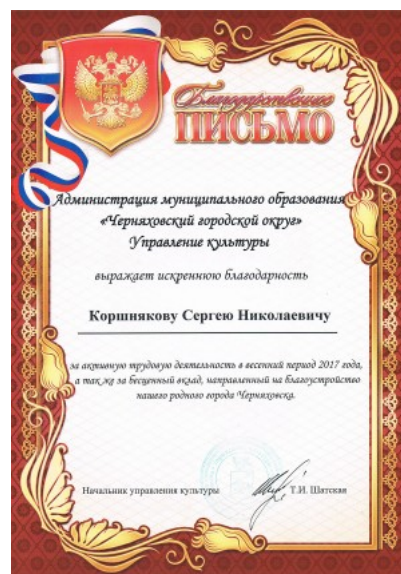 Благодарственное
ПИСЬМО
Администрация муниципального образования
«Черняховский городской округ»
Управление культуры
выражает искреннюю благодарность
Коршнякову Сергею Николаевичу
за активную трудовую деятельность в весенний период 2017 года,
а так же за бесценный вклад, направленный на благоустройство
нашего родного города Черняховска.
Начальник управления культуры Т.И. Шатская